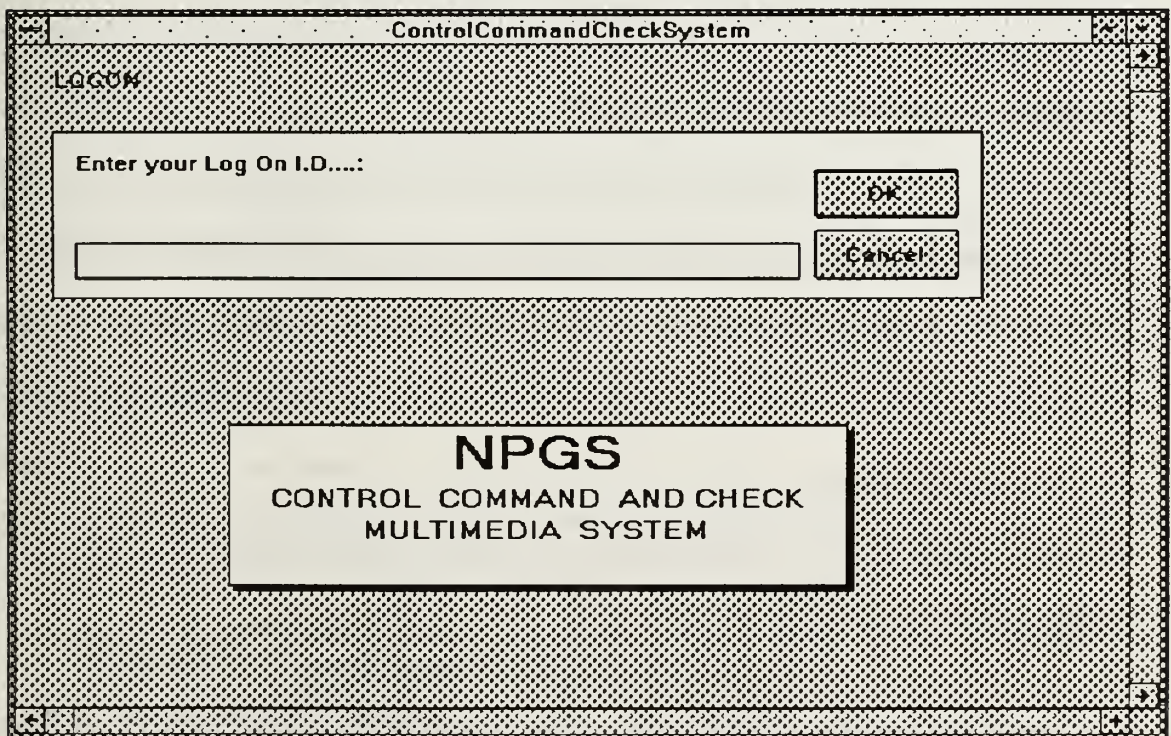 ControlCommandCheckSystem
LOGON
Enter your Log On I.D....:
OK
Cancel
NPGS
CONTROL COMMAND AND CHECK
MULTIMEDIA SYSTEM